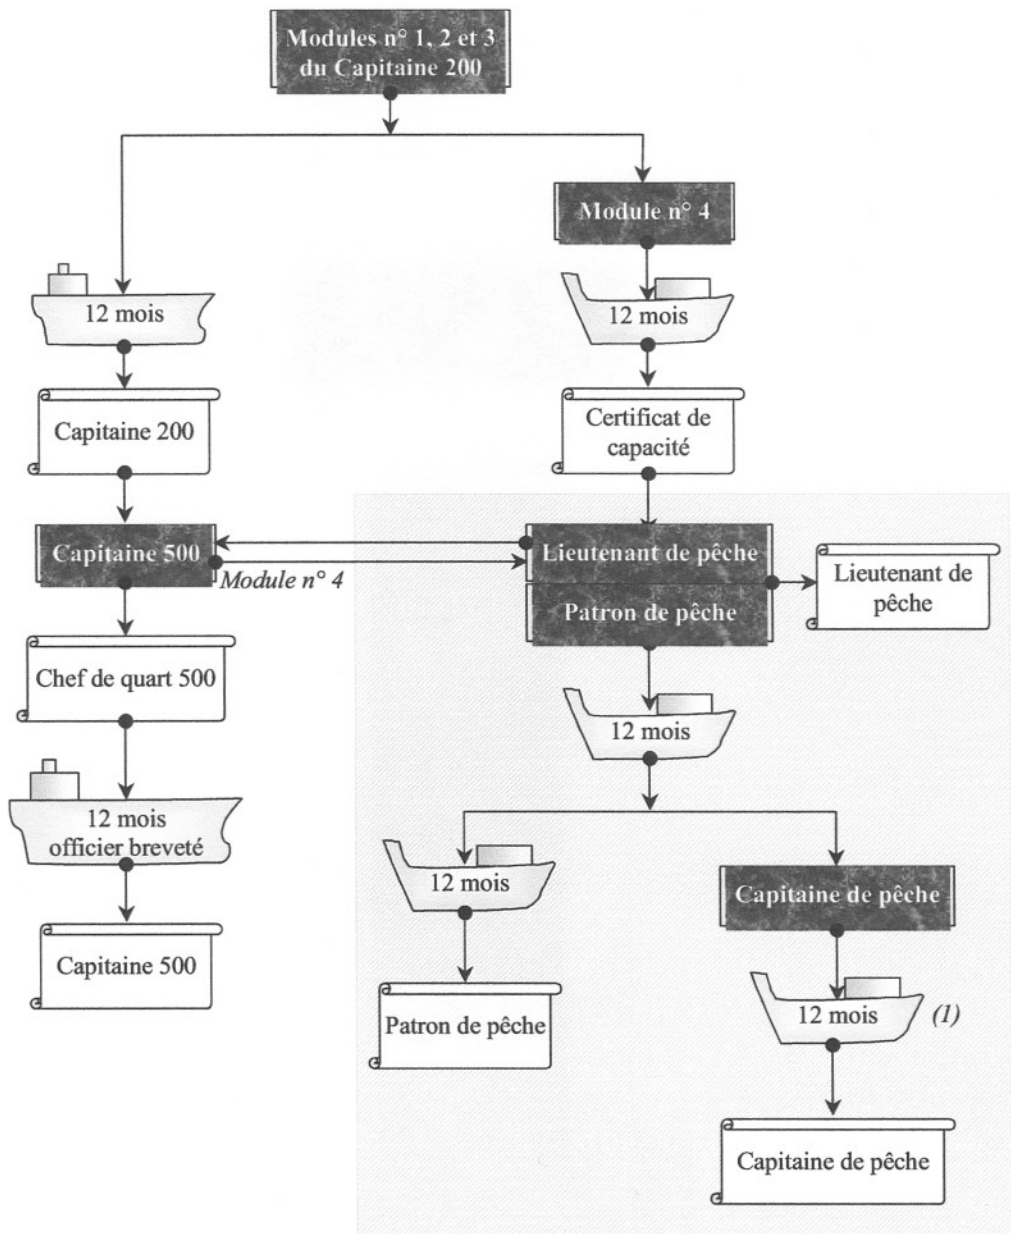 Modules n° 1, 2 et 3
du Capitaine 200
Module n° 4
12 mois
12 mois
Capitaine 200
Certificat de
capacité
Capitaine 500
Module n° 4
Lieutenant de pêche
Patron de pêche
Lieutenant de
pêche
Chef de quart 500
12 mois
12 mois
officier breveté
12 mois
Capitaine de pêche
Capitaine 500
Patron de pêche
12 mois
(1)
Capitaine de pêche